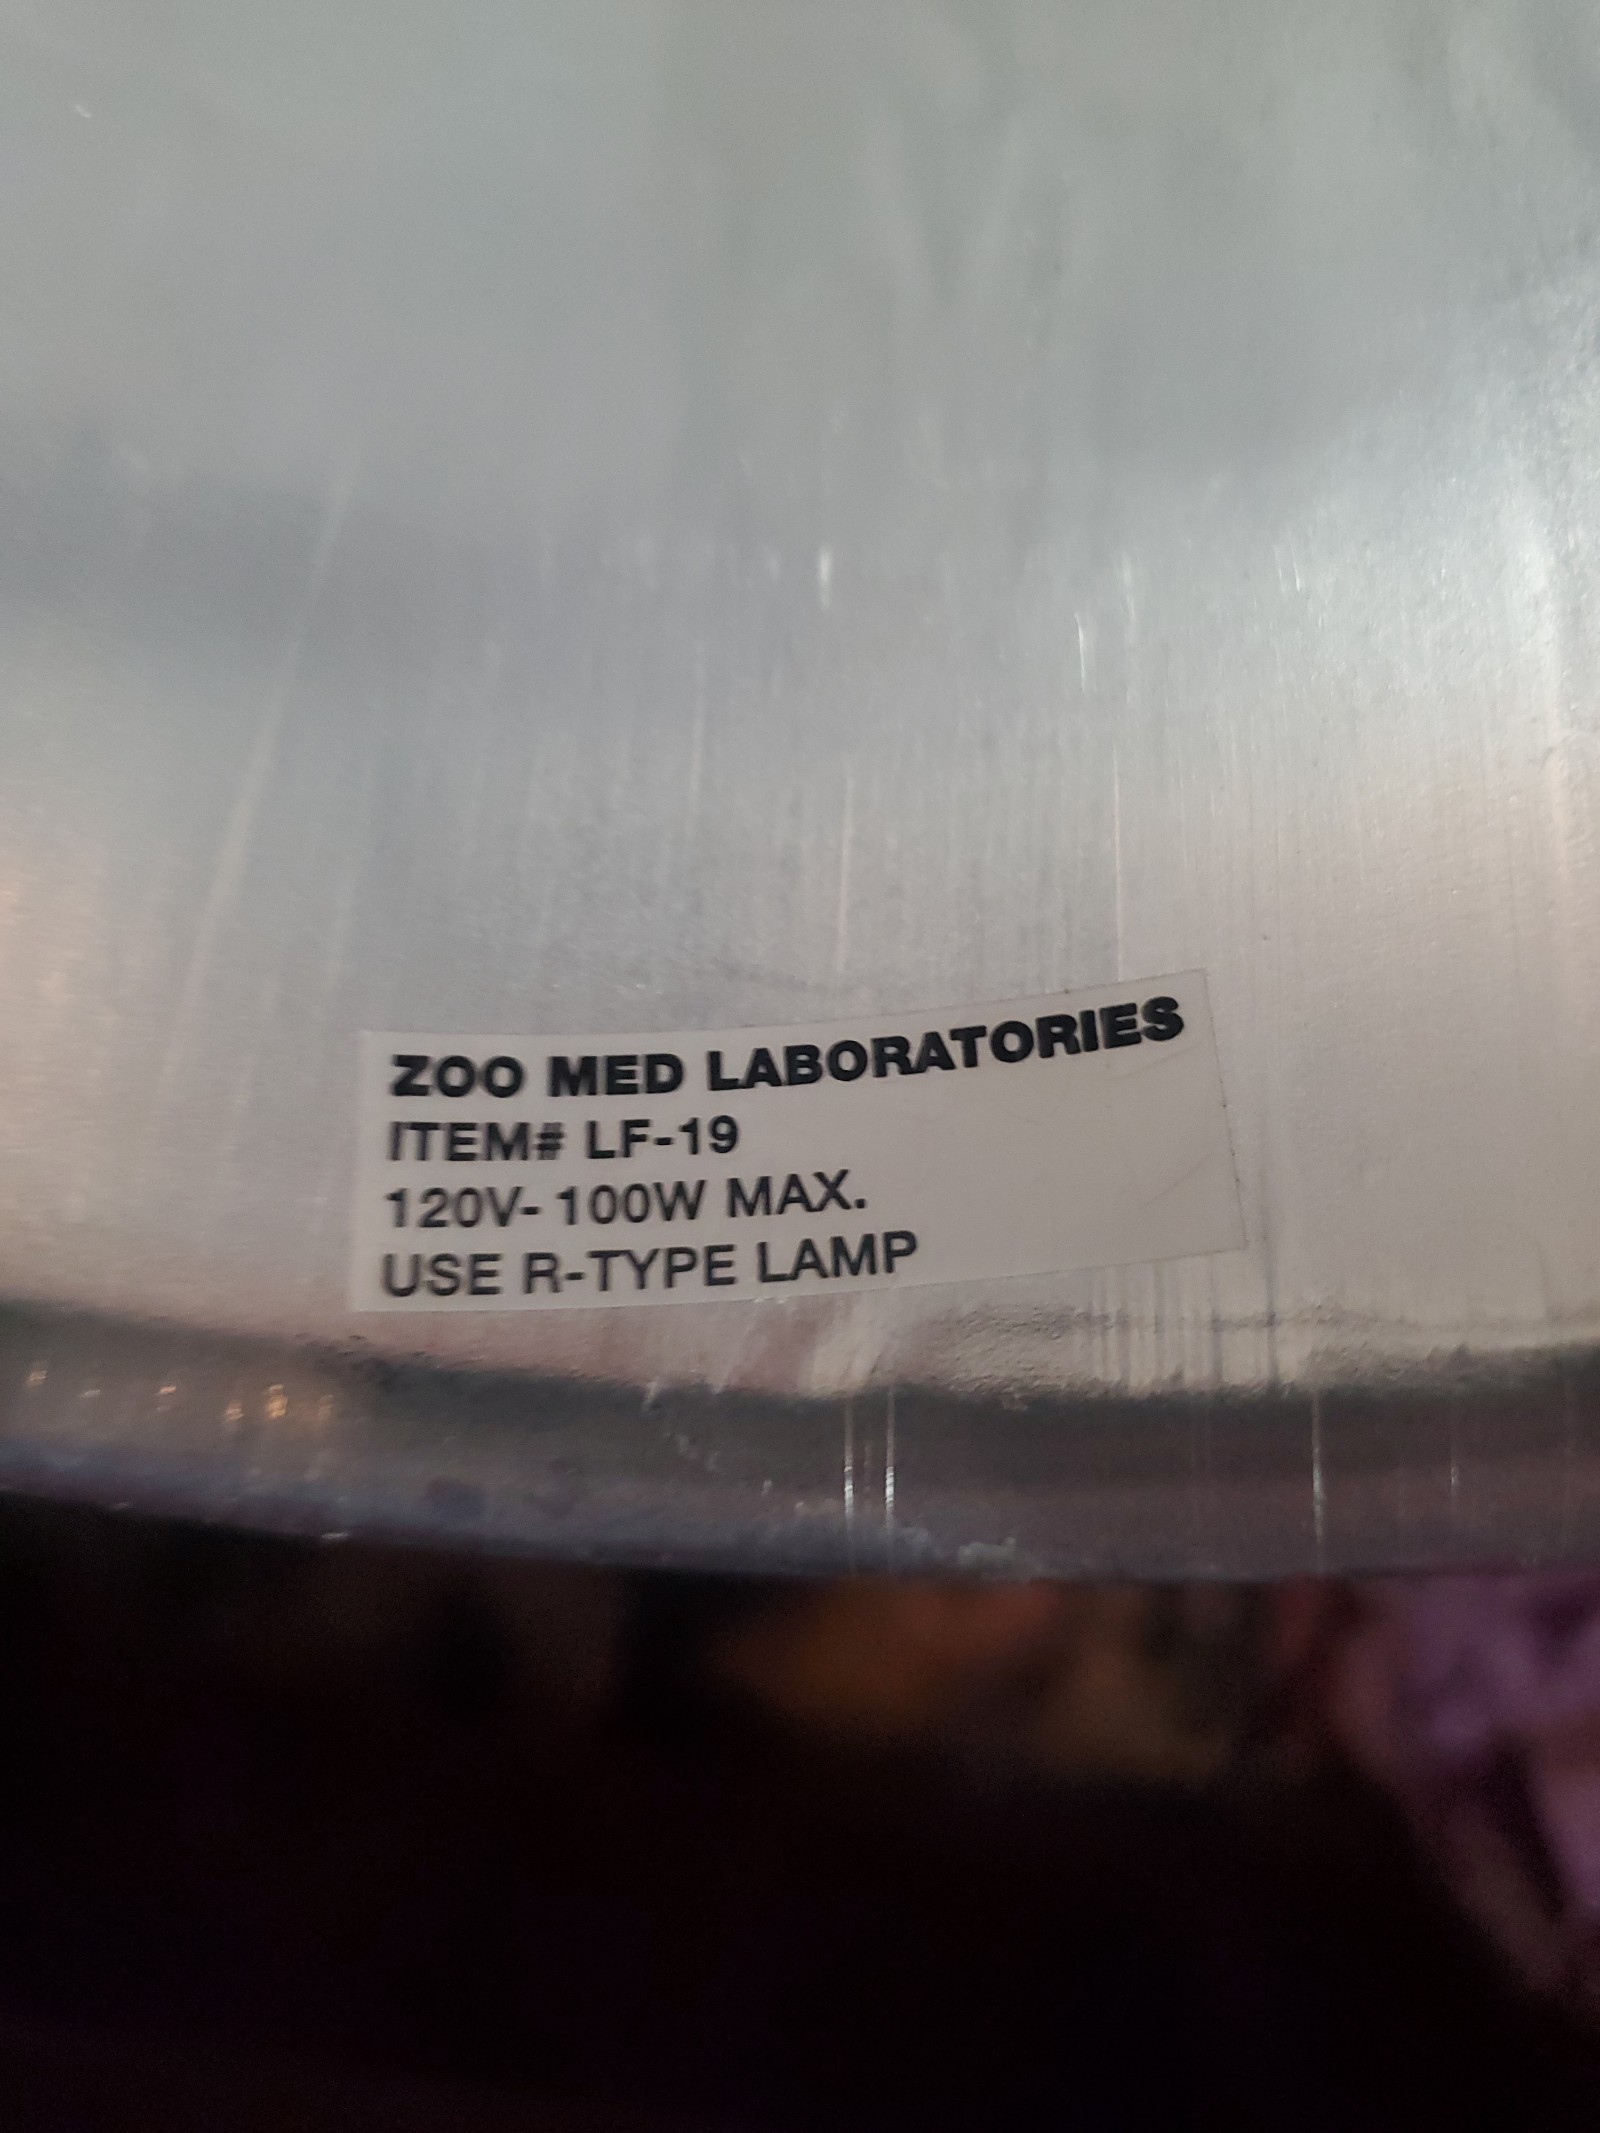 ZOO MED LABORATORIES
ITEM# LF-19
120V- 100W MAX.
USE R-TYPE LAMP